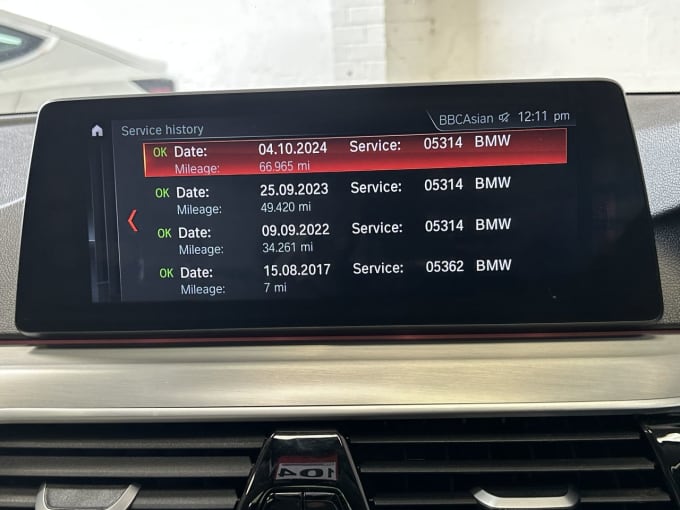 BBCAsian 12:11 pm
Service history
OK Date: 04.10.2024 Service: 05314 BMW
Mileage: 66.965 mi
OK Date: 25.09.2023 Service: 05314 BMW
Mileage: 49.420 mi
OK Date: 09.09.2022 Service: 05314 BMW
Mileage: 34.261 mi
OK Date: 15.08.2017 Service: 05362 BMW
Mileage: 7 mi
104